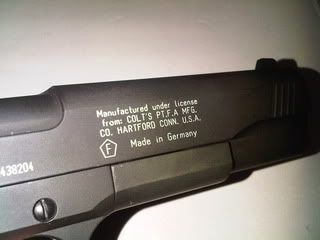 Manufactured under license
from: COLT'S PT.F.A MFG.
CO. HARTFORD CONN. U.S.A.
F Made in Germany
438204